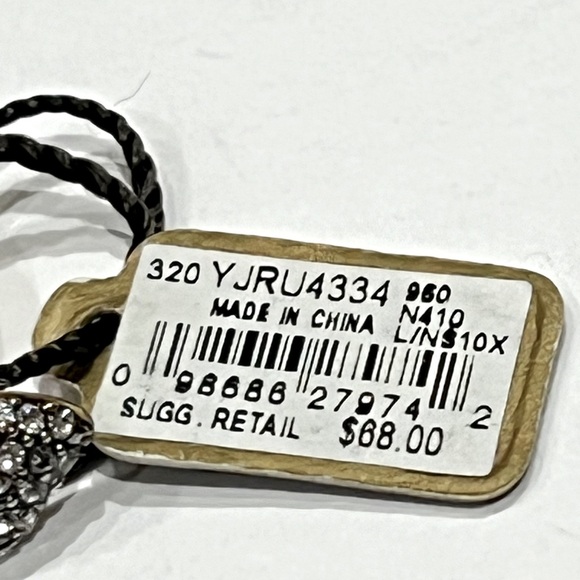 320 YJRU4334 960
MADE IN CHINA N410
L/NS10X
0 98686 27974 2
SUGG. RETAIL $68.00